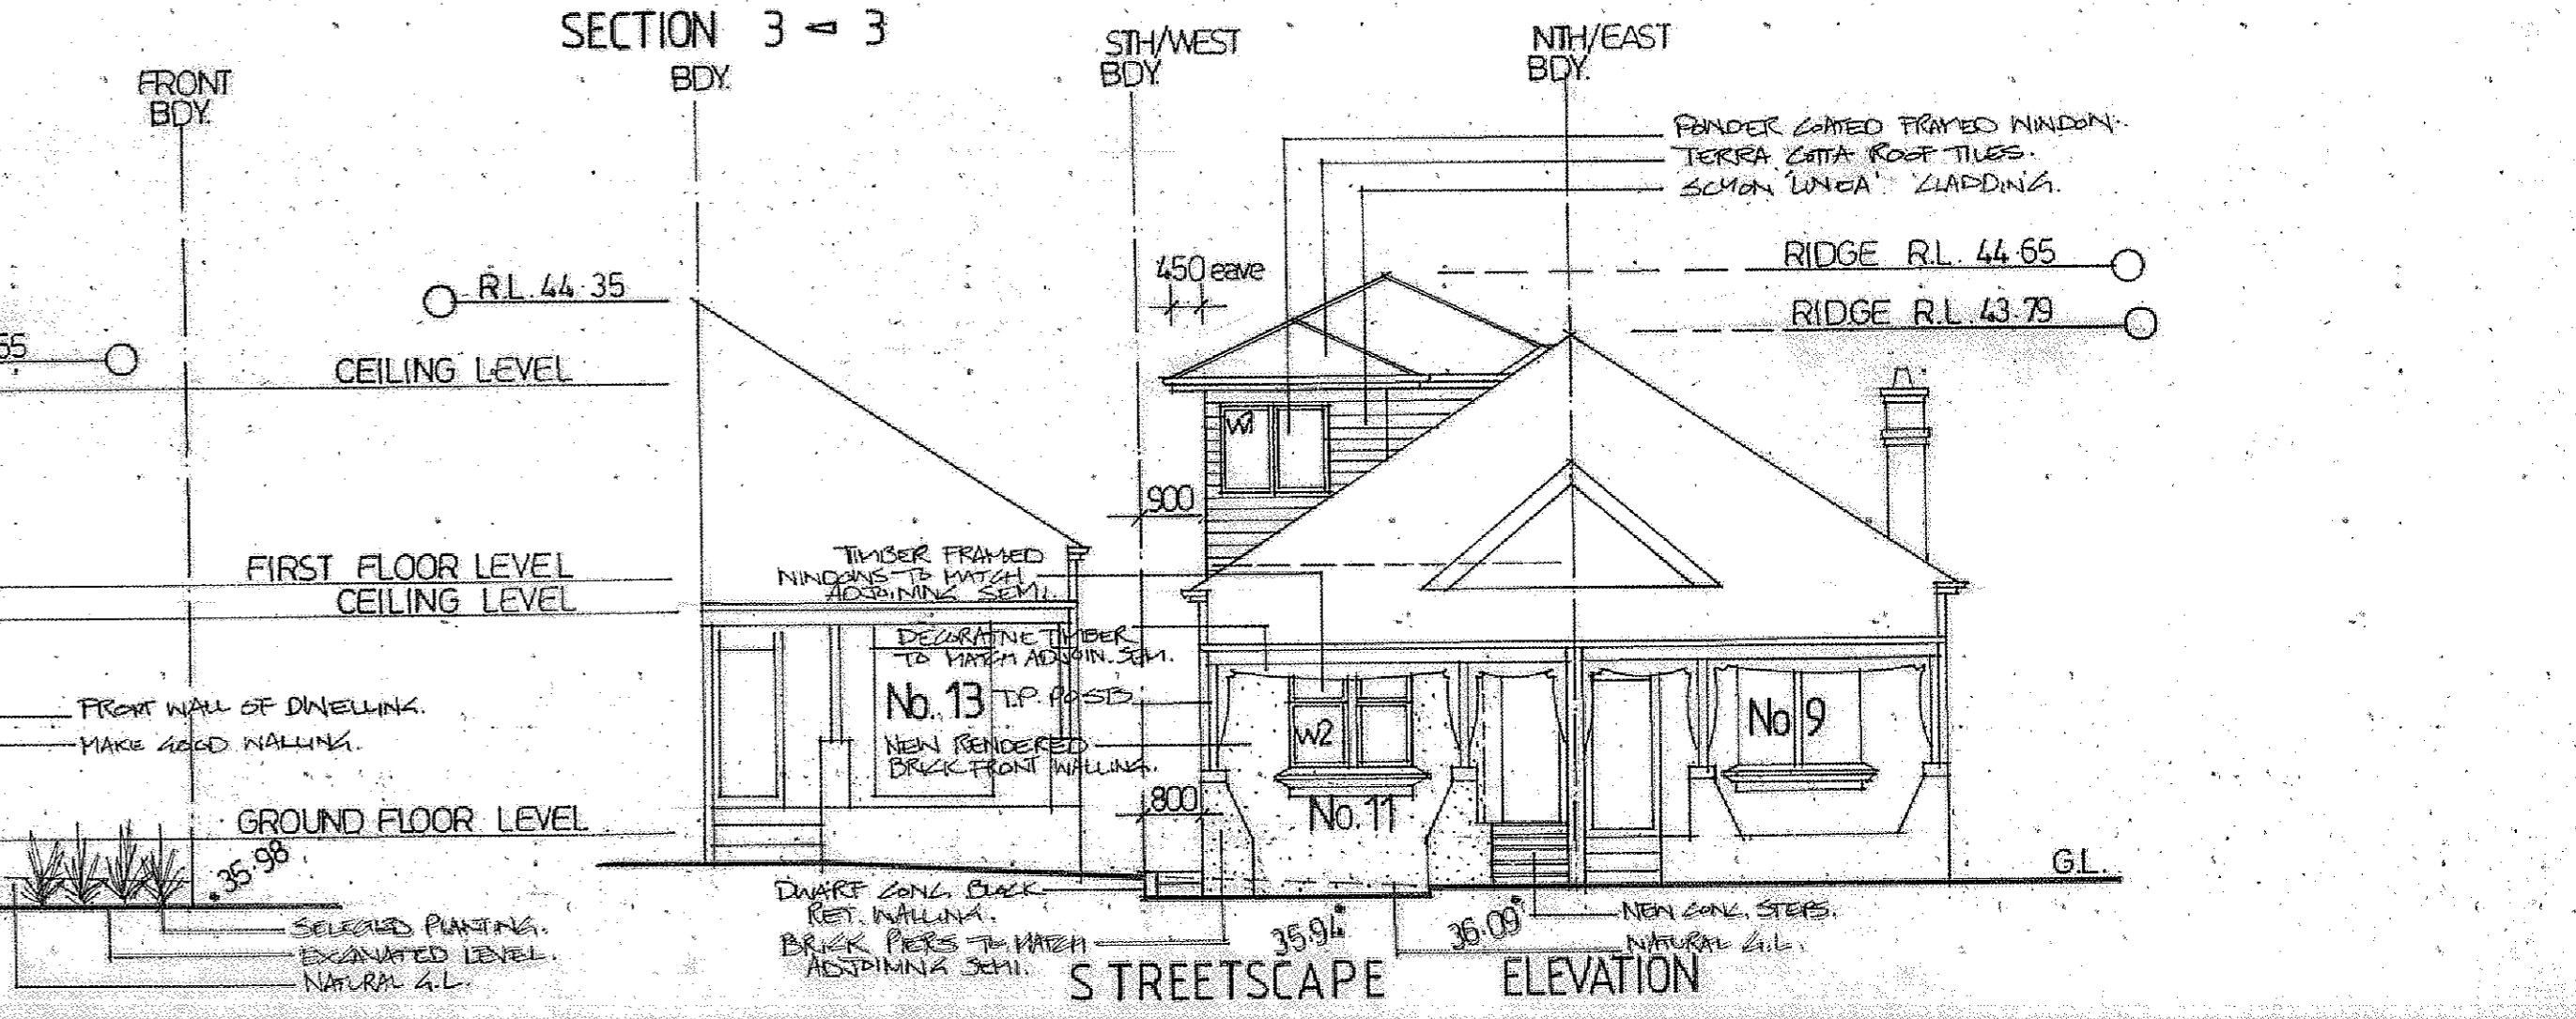 SECTION 3 - 3
FRONT
BDY.
BDY.
STH/WEST
BDY.
NTH/EAST
BDY.
POWDER COATED FRAMED WINDOW.
TERRA COTTA ROOF TILES.
SCYON 'LINEA' CLADDING.
450 eave
RIDGE R.L. 44.65
RIDGE R.L. 43.79
R.L. 44.35
55
CEILING LEVEL
W1
900
FIRST FLOOR LEVEL
CEILING LEVEL
TIMBER FRAMED
WINDOWS TO MATCH
ADJOINING SEMI.
DECORATIVE TIMBER
TO MATCH ADJOIN. SEMI.
No. 13
T.P. POSTS
NEW RENDERED
BRICK FRONT WALLING.
W2
No 9
FRONT WALL OF DWELLING.
MAKE GOOD WALLING.
800
No. 11
GROUND FLOOR LEVEL
35.98
G.L.
DWARF CONC. BLOCK
RET. WALLING.
BRICK PIERS TO MATCH
ADJOINING SEMI.
35.94
36.09
NEW CONC. STEPS.
NATURAL G.L.
SELECTED PLANTING.
EXCAVATED LEVEL.
NATURAL G.L.
STREETSCAPE ELEVATION